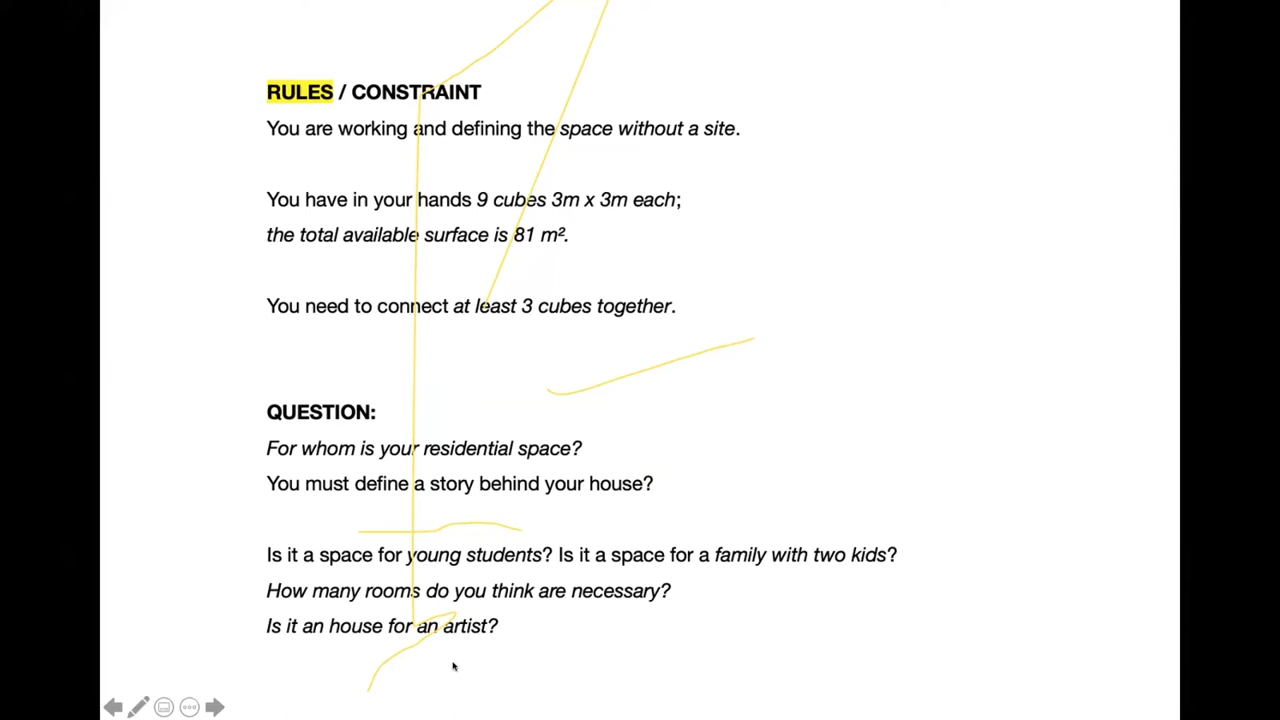 RULES / CONSTRAINT
You are working and defining the space without a site.
You have in your hands 9 cubes 3m x 3m each;
the total available surface is 81 m².
You need to connect at least 3 cubes together.
QUESTION:
For whom is your residential space?
You must define a story behind your house?
Is it a space for young students? Is it a space for a family with two kids?
How many rooms do you think are necessary?
Is it an house for an artist?